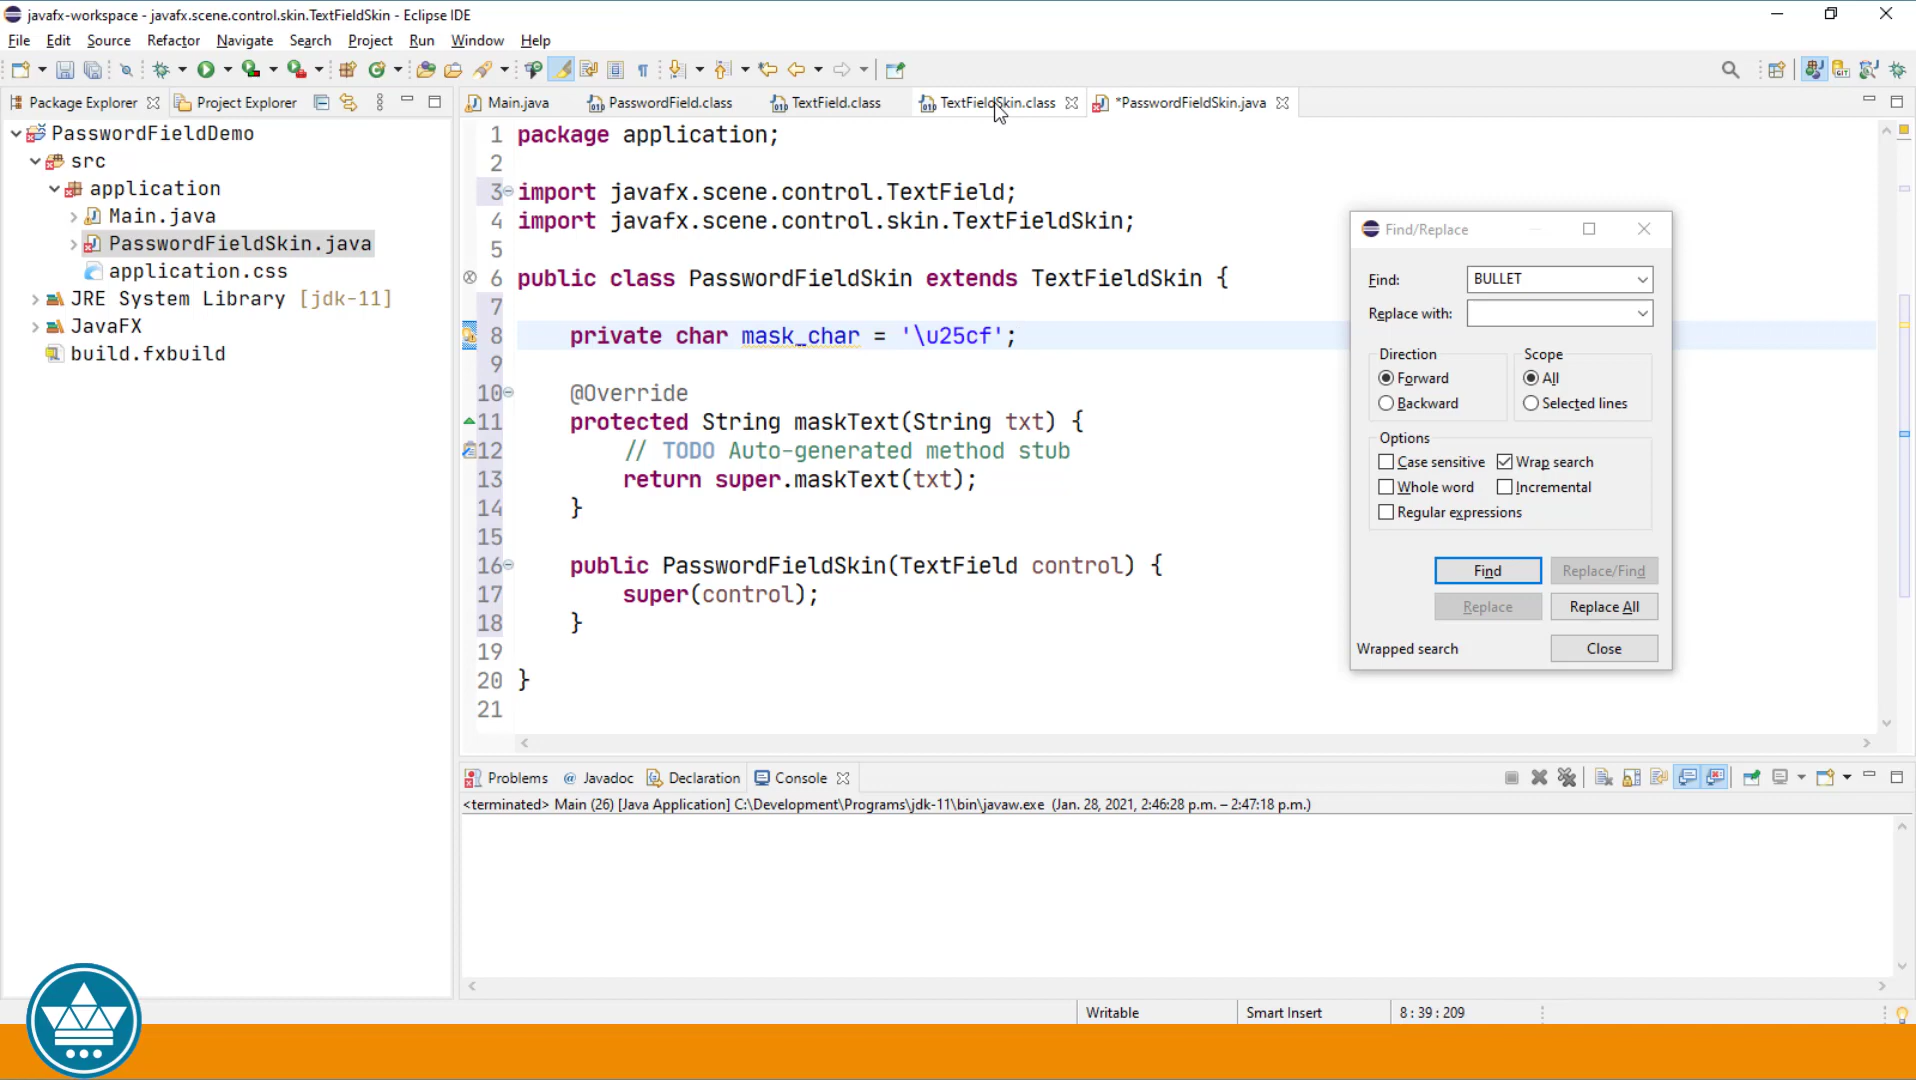 javafx-workspace - javafx.scene.control.skin.TextFieldSkin - Eclipse IDE
File Edit Source Refactor Navigate Search Project Run Window Help
Package Explorer Project Explorer
Main.java PasswordField.class TextField.class TextFieldSkin.class *PasswordFieldSkin.java
PasswordFieldDemo
src
application
Main.java
PasswordFieldSkin.java
application.css
JRE System Library [jdk-11]
JavaFX
build.fxbuild
1 package application;
2
3 import javafx.scene.control.TextField;
4 import javafx.scene.control.skin.TextFieldSkin;
5
6 public class PasswordFieldSkin extends TextFieldSkin {
7
8 private char mask_char = '\u25cf';
9
10 @Override
11 protected String maskText(String txt) {
12 // TODO Auto-generated method stub
13 return super.maskText(txt);
14 }
15
16 public PasswordFieldSkin(TextField control) {
17 super(control);
18 }
19
20 }
21
Find/Replace
Find: BULLET
Replace with:
Direction Scope
Forward All
Backward Selected lines
Options
Case sensitive Wrap search
Whole word Incremental
Regular expressions
Find Replace/Find
Replace Replace All
Wrapped search Close
Problems @ Javadoc Declaration Console
<terminated> Main (26) [Java Application] C:\Development\Programs\jdk-11\bin\javaw.exe (Jan. 28, 2021, 2:46:28 p.m. – 2:47:18 p.m.)
Writable Smart Insert 8 : 39 : 209